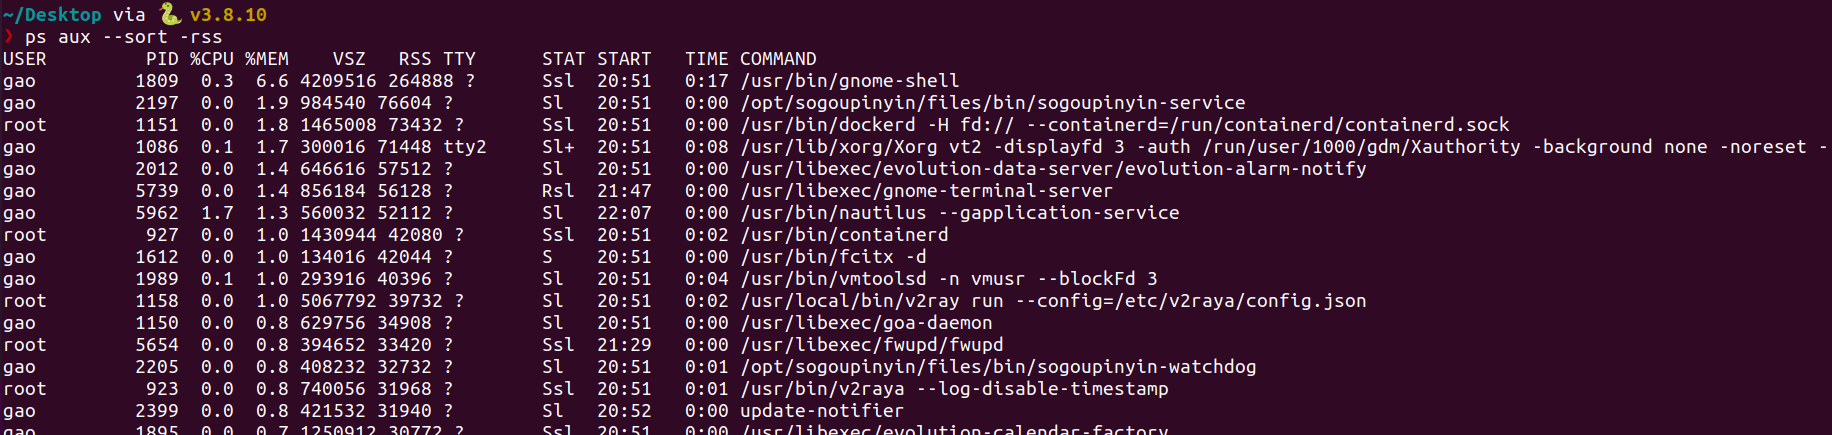 ~/Desktop via 🐍 v3.8.10
❯ ps aux --sort -rss
USER         PID %CPU %MEM    VSZ   RSS TTY      STAT START   TIME COMMAND
gao         1809  0.3  6.6 4209516 264888 ?      Ssl  20:51   0:17 /usr/bin/gnome-shell
gao         2197  0.0  1.9 984540 76604 ?        Sl   20:51   0:00 /opt/sogoupinyin/files/bin/sogoupinyin-service
root        1151  0.0  1.8 1465008 73432 ?       Ssl  20:51   0:00 /usr/bin/dockerd -H fd:// --containerd=/run/containerd/containerd.sock
gao         1086  0.1  1.7 300016 71448 tty2     Sl+  20:51   0:08 /usr/lib/xorg/Xorg vt2 -displayfd 3 -auth /run/user/1000/gdm/Xauthority -background none -noreset -
gao         2012  0.0  1.4 646616 57512 ?        Sl   20:51   0:00 /usr/libexec/evolution-data-server/evolution-alarm-notify
gao         5739  0.0  1.4 856184 56128 ?        Rsl  21:47   0:00 /usr/libexec/gnome-terminal-server
gao         5962  1.7  1.3 560032 52112 ?        Sl   22:07   0:00 /usr/bin/nautilus --gapplication-service
root         927  0.0  1.0 1430944 42080 ?       Ssl  20:51   0:02 /usr/bin/containerd
gao         1612  0.0  1.0 134016 42044 ?        S    20:51   0:00 /usr/bin/fcitx -d
gao         1989  0.1  1.0 293916 40396 ?        Sl   20:51   0:04 /usr/bin/vmtoolsd -n vmusr --blockFd 3
root        1158  0.0  1.0 5067792 39732 ?       Sl   20:51   0:02 /usr/local/bin/v2ray run --config=/etc/v2raya/config.json
gao         1150  0.0  0.8 629756 34908 ?        Sl   20:51   0:00 /usr/libexec/goa-daemon
root        5654  0.0  0.8 394652 33420 ?        Ssl  21:29   0:00 /usr/libexec/fwupd/fwupd
gao         2205  0.0  0.8 408232 32732 ?        Sl   20:51   0:01 /opt/sogoupinyin/files/bin/sogoupinyin-watchdog
root         923  0.0  0.8 740056 31968 ?        Ssl  20:51   0:01 /usr/bin/v2raya --log-disable-timestamp
gao         2399  0.0  0.8 421532 31940 ?        Sl   20:52   0:00 update-notifier
gao         1895  0.0  0.7 1250912 30772 ?       Ssl  20:51   0:00 /usr/libexec/evolution-calendar-factory